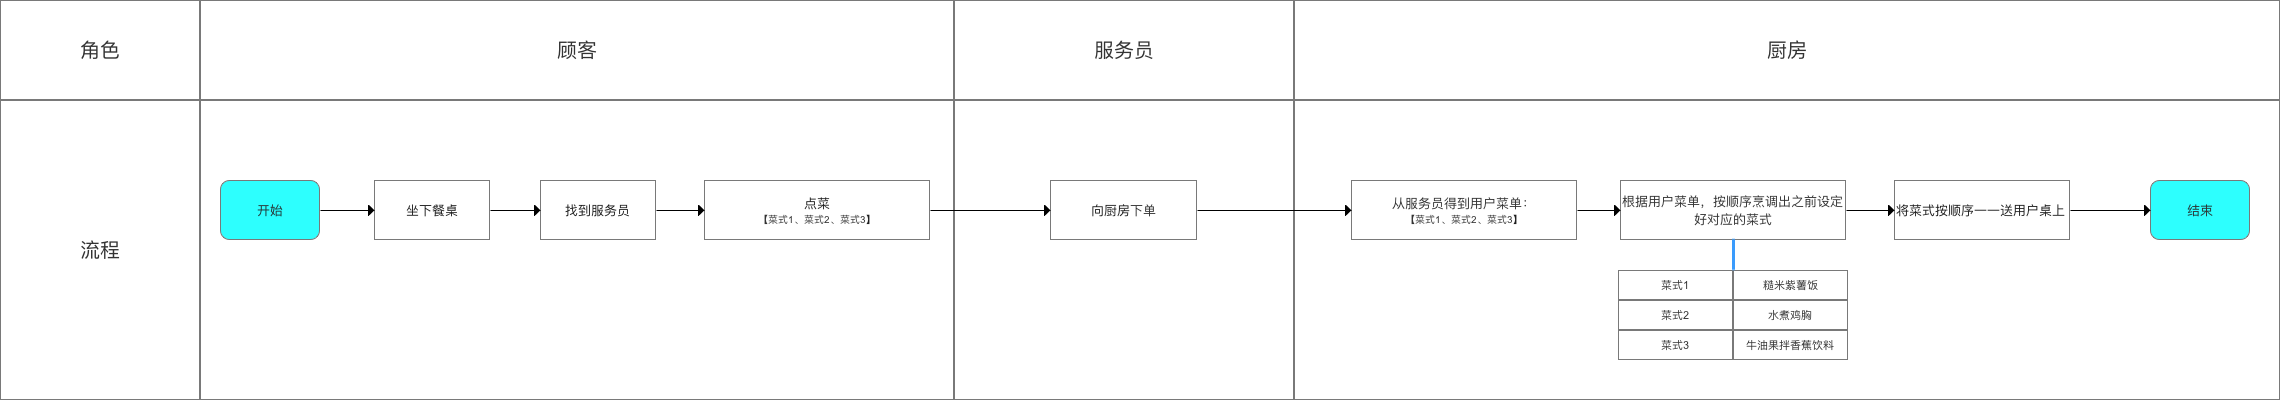 角色
顾客
服务员
厨房
流程
开始
坐下餐桌
找到服务员
点菜
【菜式1、菜式2、菜式3】
向厨房下单
从服务员得到用户菜单：
【菜式1、菜式2、菜式3】
根据用户菜单，按顺序烹调出之前设定
好对应的菜式
将菜式按顺序一一送用户桌上
结束
菜式1
糙米紫薯饭
菜式2
水煮鸡胸
菜式3
牛油果拌香蕉饮料